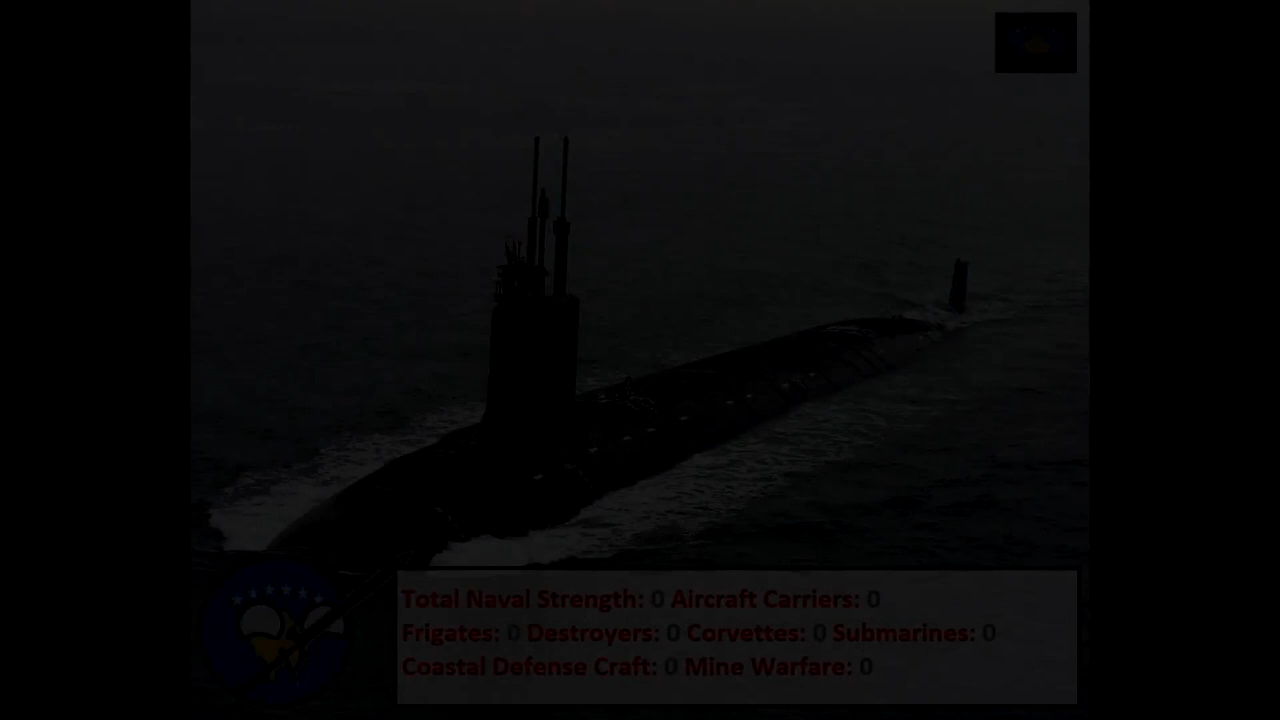 Total Naval Strength: 0 Aircraft Carriers: 0
Frigates: 0 Destroyers: 0 Corvettes: 0 Submarines: 0
Coastal Defense Craft: 0 Mine Warfare: 0